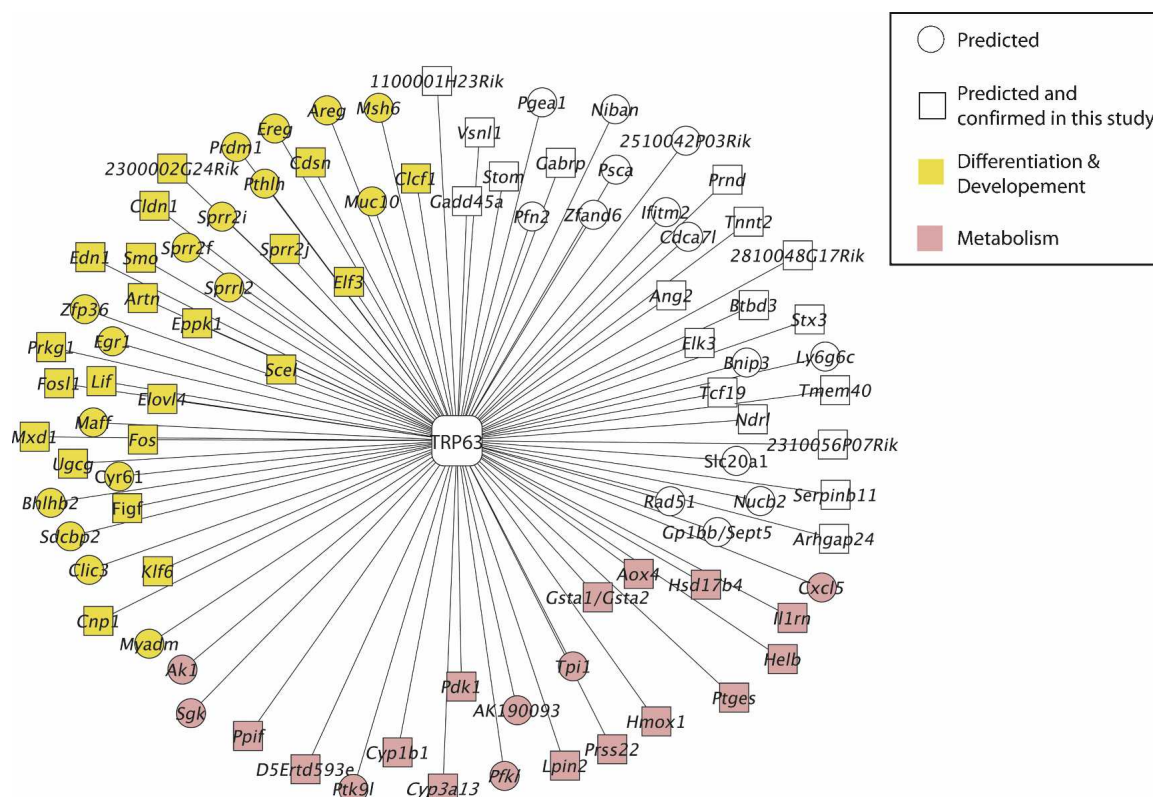 1100001H23Rik
Pgea1
Niban
Areg
Msh6
Ereg
Vsnl1
2510042P03Rik
Prdm1
Cdsn
Gabrp
Psca
2300002G24Rik
Pthlh
Clcf1
Stom
Prnd
Cldn1
Sprr2i
Muc10
Gadd45a
Pfn2
Zfand6
Ifitm2
Tnnt2
Cdca7l
Edn1
Smo
Sprr2f
Sprr2j
2810048G17Rik
Elf3
Sprrl2
Artn
Ang2
Btbd3
Zfp36
Eppk1
Stx3
Egr1
Elk3
Prkg1
Bnip3
Ly6g6c
Scel
Fosl1
Lif
Elovl4
Tcf19
Tmem40
Maff
Ndrl
Mxd1
Fos
TRP63
2310056P07Rik
Ugcg
Slc20a1
Cyr61
Bhlhb2
Figf
Rad51
Nucb2
Serpinb11
Sdcbp2
Gp1bb/Sept5
Arhgap24
Clic3
Klf6
Aox4
Hsd17b4
Cxcl5
Gsta1/Gsta2
Cnp1
Il1rn
Myadm
Ak1
Tpi1
Helb
Pdk1
Ptges
Sgk
AK190093
Hmox1
Ppif
Cyp1b1
Prss22
D5Ertd593e
Lpin2
Ptk9l
Cyp3a13
Pfkl
Predicted
Predicted and
confirmed in this study
Differentiation &
Developement
Metabolism